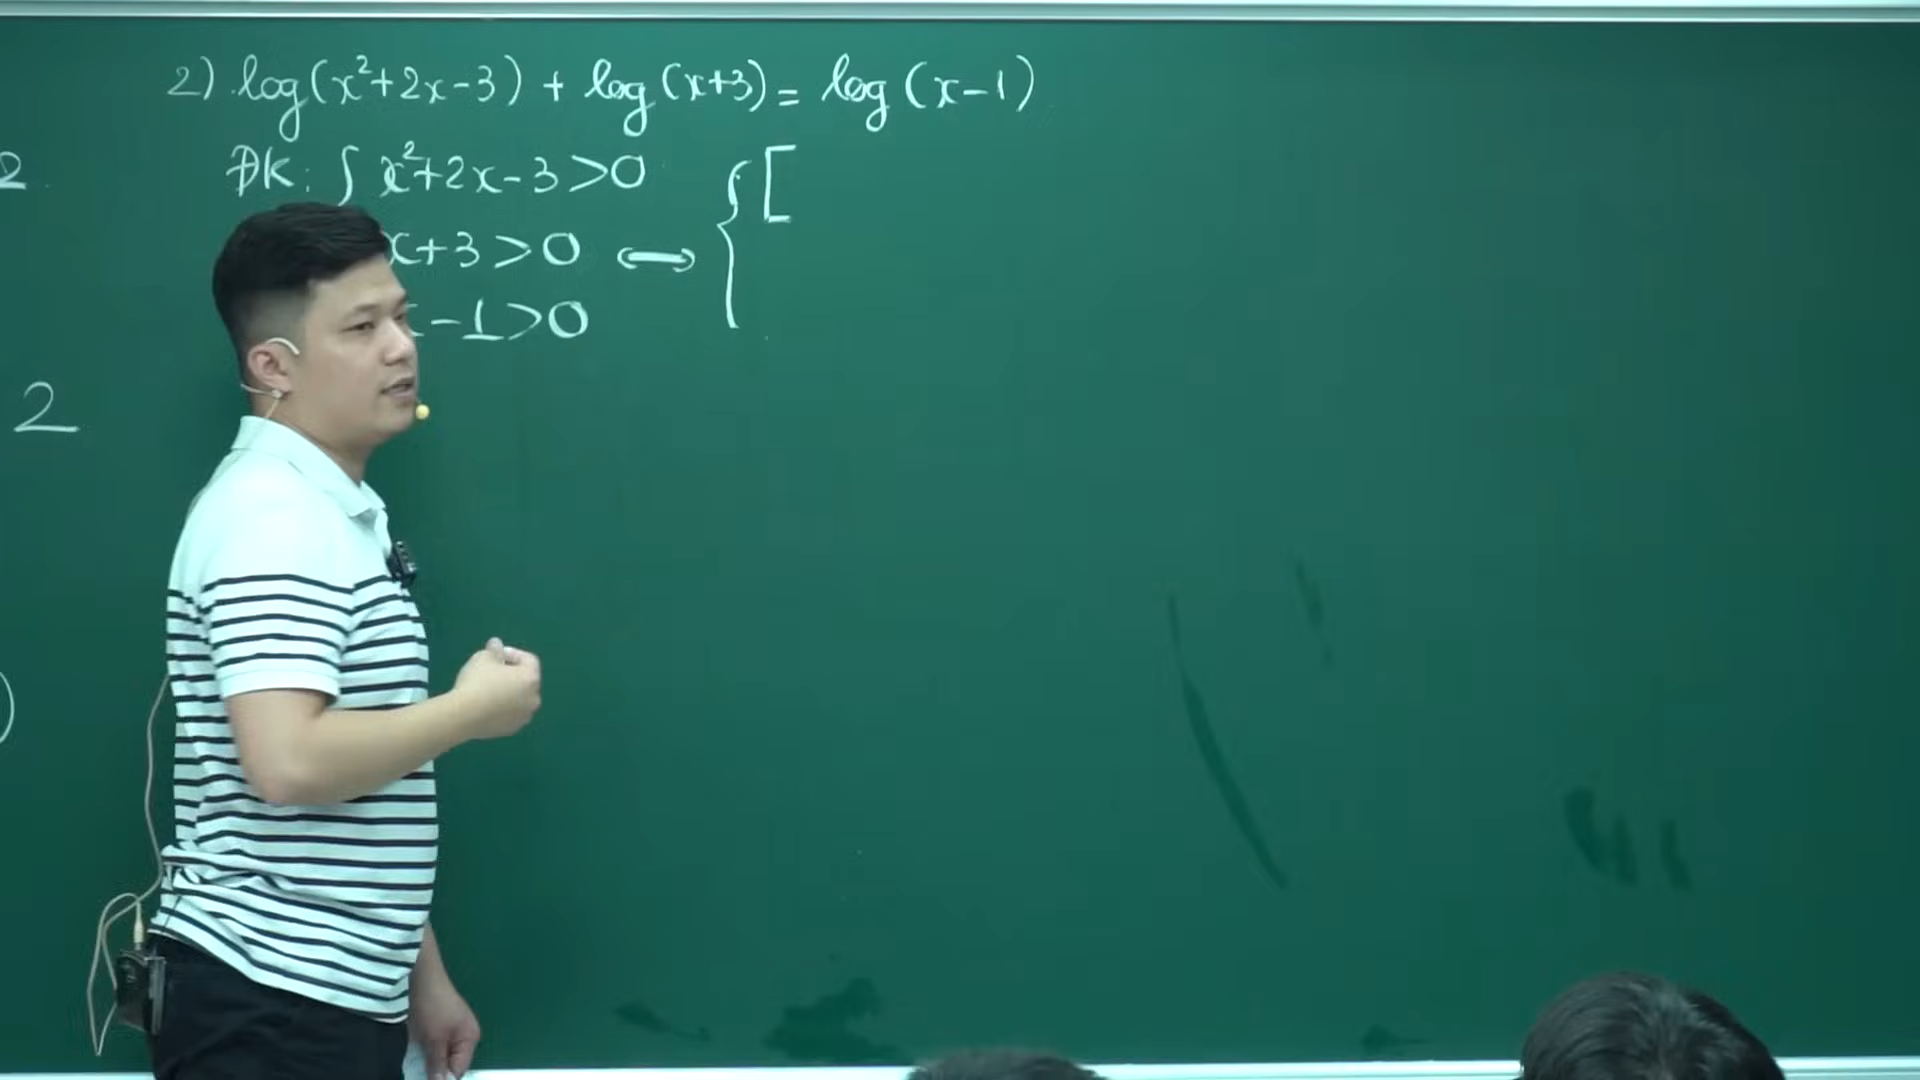 2) log(x²+2x-3) + log(x+3) = log(x-1)
ĐK: { x²+2x-3>0 { [
x+3>0 ⟷
-1>0
2
2
)